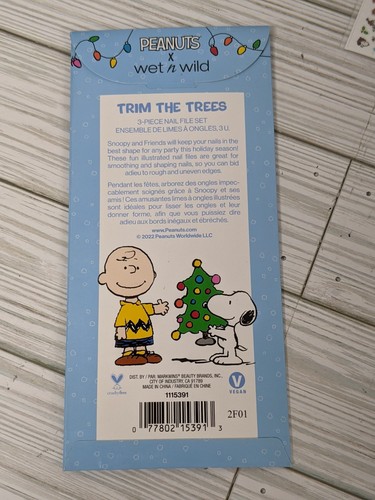 PEANUTS
X
wet n wild
TRIM THE TREES
3-PIECE NAIL FILE SET
ENSEMBLE DE LIMES À ONGLES, 3 U.
Snoopy and Friends will keep your nails in the
best shape for any party this holiday season!
These fun illustrated nail files are great for
smoothing and shaping nails, so you can bid
adieu to rough and uneven edges.
Pendant les fêtes, arborez des ongles impec-
cablement soignés grâce à Snoopy et ses
amis ! Ces amusantes limes à ongles illustrées
sont idéales pour lisser les ongles et leur
donner forme, afin que vous puissiez dire
adieu aux bords inégaux et ébréchés.
www.Peanuts.com
© 2022 Peanuts Worldwide LLC
DIST. BY / PAR. MARKWINS® BEAUTY BRANDS, INC.
CITY OF INDUSTRY, CA 91789
MADE IN CHINA / FABRIQUÉ EN CHINE
1115391
crueltyfree
V
VEGAN
2F01
0 77802 15391 3